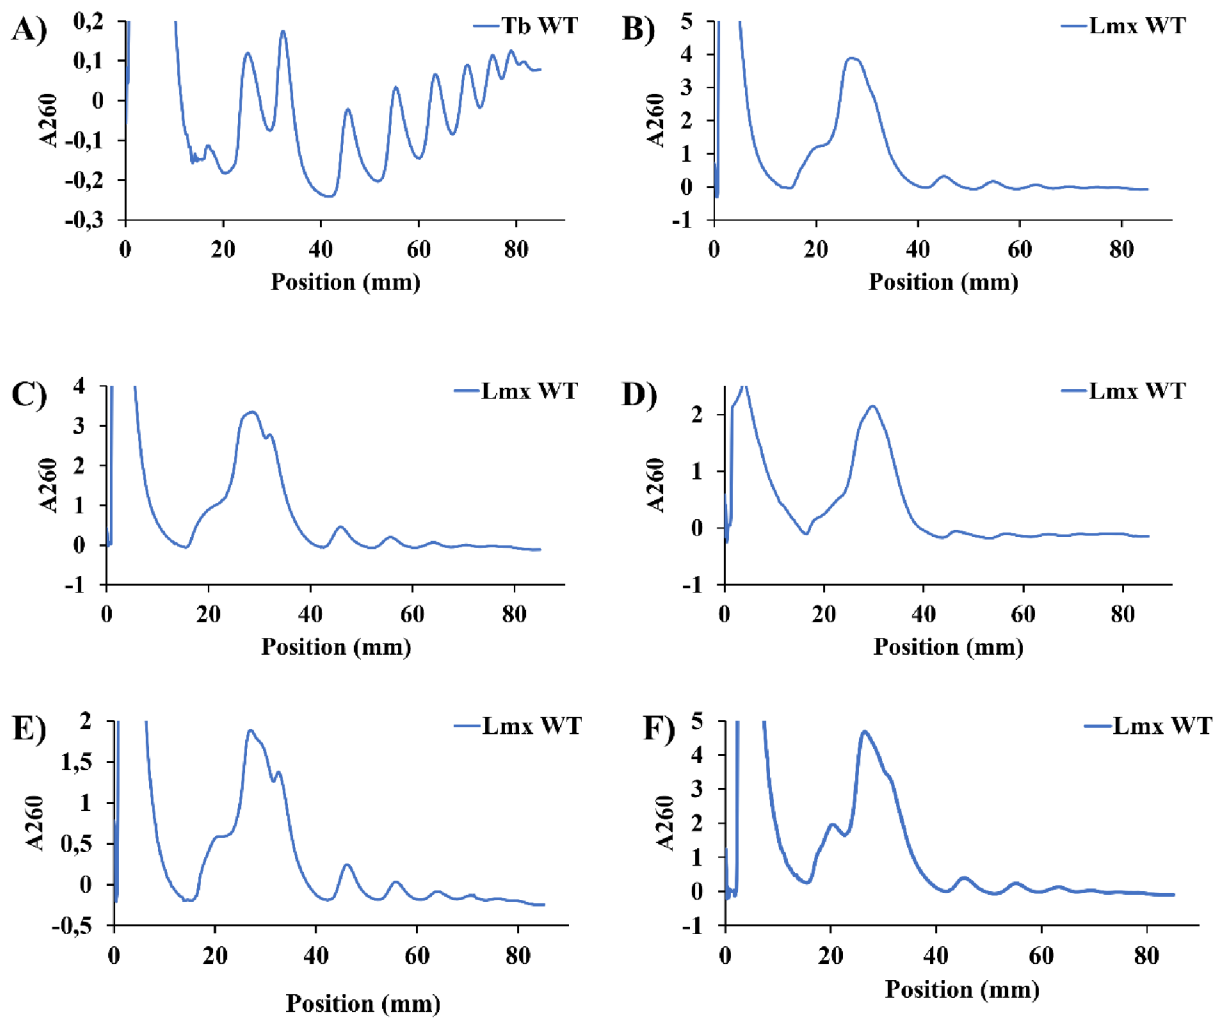 A)
Tb WT
A260
0,2
0,1
0
-0,1
-0,2
-0,3
0 20 40 60 80
Position (mm)
B)
Lmx WT
A260
5
4
3
2
1
0
-1
0 20 40 60 80
Position (mm)
C)
Lmx WT
A260
4
3
2
1
0
-1
0 20 40 60 80
Position (mm)
D)
Lmx WT
A260
2
1
0
-1
0 20 40 60 80
Position (mm)
E)
Lmx WT
A260
2
1,5
1
0,5
0
-0,5
0 20 40 60 80
Position (mm)
F)
Lmx WT
A260
5
4
3
2
1
0
-1
0 20 40 60 80
Position (mm)